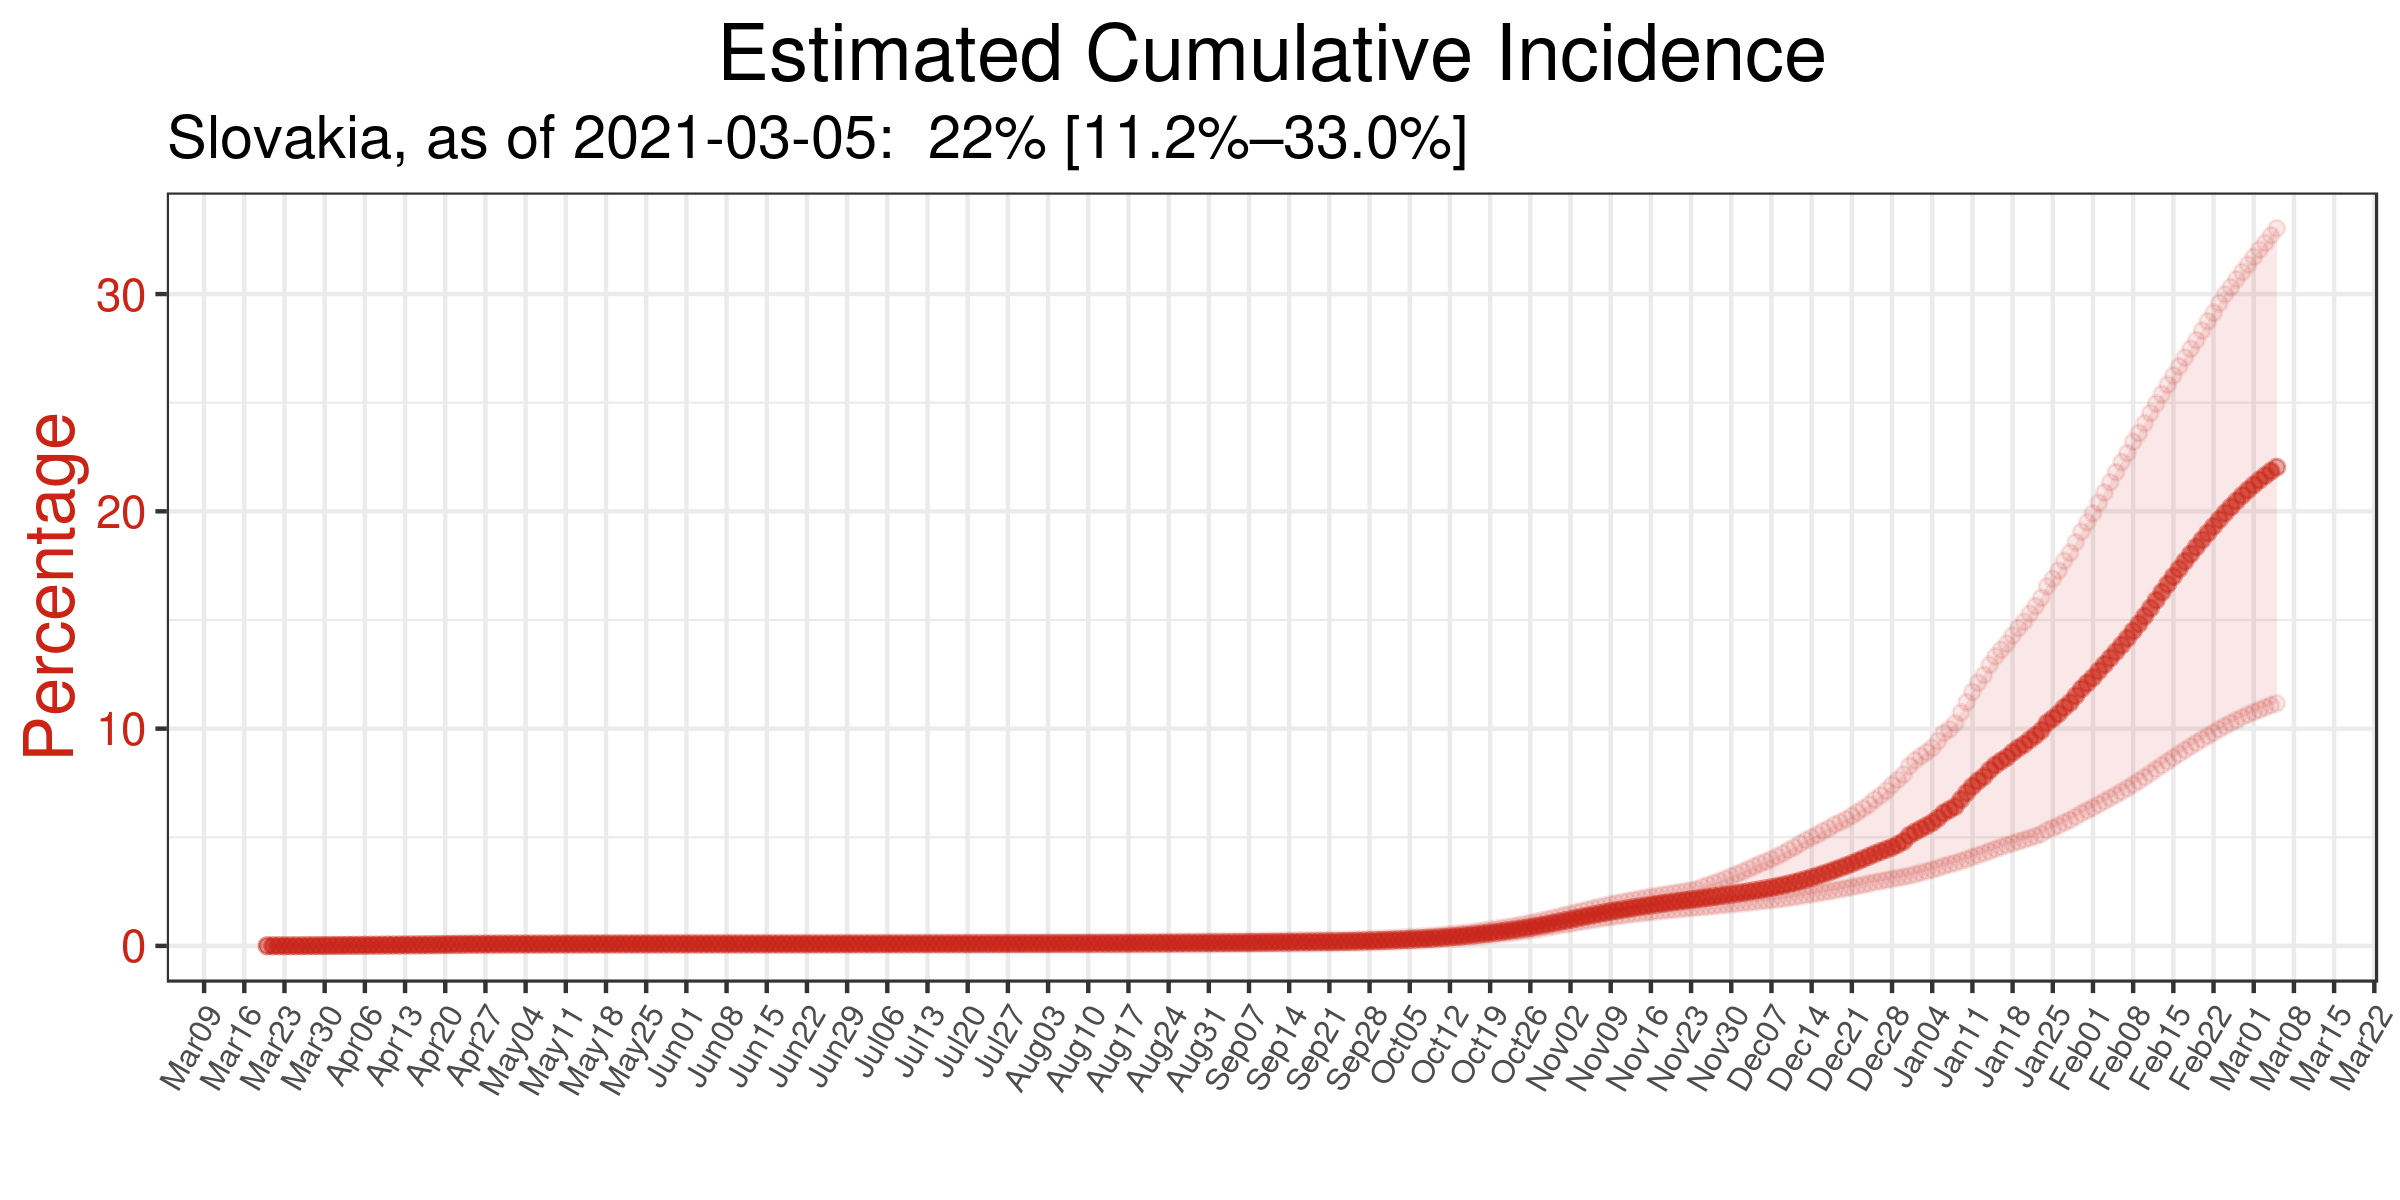 Estimated Cumulative Incidence
Slovakia, as of 2021-03-05:  22% [11.2%–33.0%]
Percentage
30
20
10
0
Mar09
Mar16
Mar23
Mar30
Apr06
Apr13
Apr20
Apr27
May04
May11
May18
May25
Jun01
Jun08
Jun15
Jun22
Jun29
Jul06
Jul13
Jul20
Jul27
Aug03
Aug10
Aug17
Aug24
Aug31
Sep07
Sep14
Sep21
Sep28
Oct05
Oct12
Oct19
Oct26
Nov02
Nov09
Nov16
Nov23
Nov30
Dec07
Dec14
Dec21
Dec28
Jan04
Jan11
Jan18
Jan25
Feb01
Feb08
Feb15
Feb22
Mar01
Mar08
Mar15
Mar22